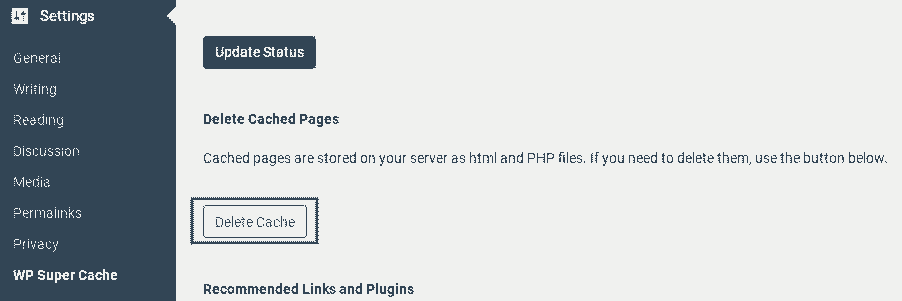 Settings
General
Writing
Reading
Discussion
Media
Permalinks
Privacy
WP Super Cache
Update Status
Delete Cached Pages
Cached pages are stored on your server as html and PHP files. If you need to delete them, use the button below.
Delete Cache
Recommended Links and Plugins